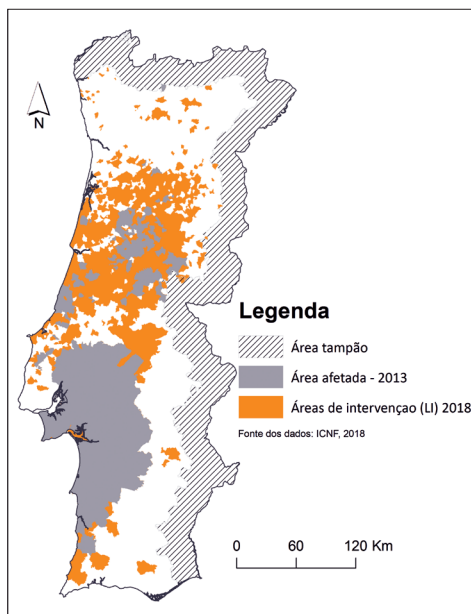 N
Legenda
Área tampão
Área afetada - 2013
Áreas de intervençao (LI) 2018
Fonte dos dados: ICNF, 2018
0 60 120 Km